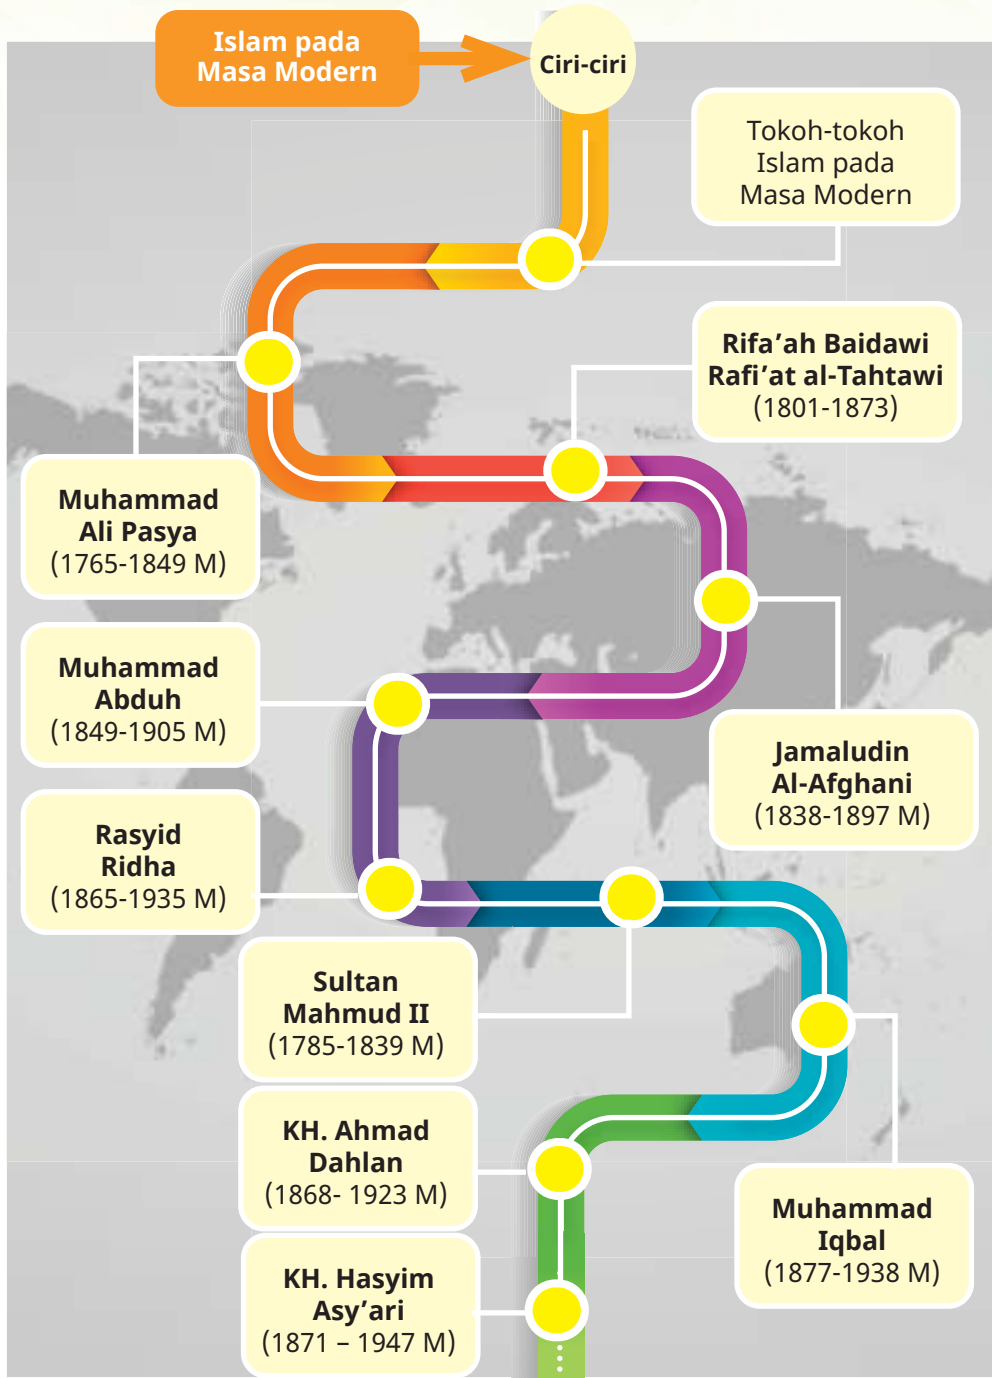 Islam pada
Masa Modern
Ciri-ciri
Tokoh-tokoh
Islam pada
Masa Modern
Muhammad
Ali Pasya
(1765-1849 M)
Rifa’ah Baidawi
Rafi’at al-Tahtawi
(1801-1873)
Jamaludin
Al-Afghani
(1838-1897 M)
Muhammad
Abduh
(1849-1905 M)
Rasyid
Ridha
(1865-1935 M)
Sultan
Mahmud II
(1785-1839 M)
Muhammad
Iqbal
(1877-1938 M)
KH. Ahmad
Dahlan
(1868- 1923 M)
KH. Hasyim
Asy’ari
(1871 – 1947 M)